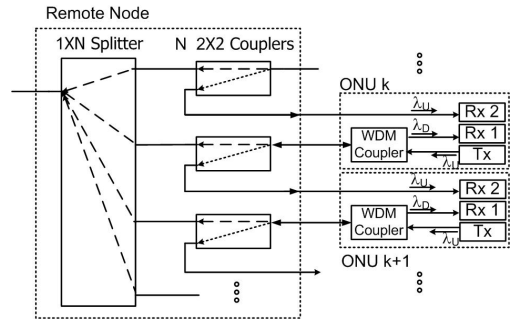 Remote Node
1XN Splitter
N 2X2 Couplers
ONU k
λU
Rx 2
λD
Rx 1
WDM
Coupler
Tx
λU
λU
Rx 2
λD
Rx 1
WDM
Coupler
Tx
λU
ONU k+1